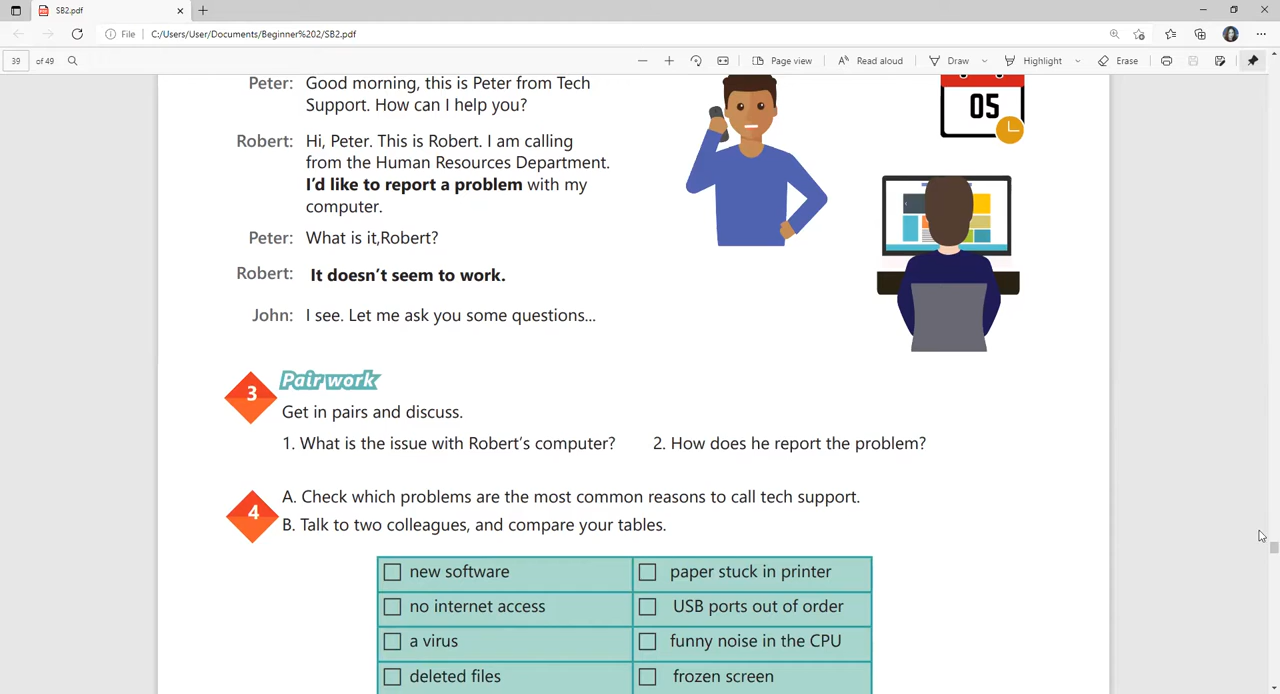 SB2.pdf
File C:/Users/User/Documents/Beginner%202/SB2.pdf
39 of 49 Page view Read aloud Draw Highlight Erase
Peter: Good morning, this is Peter from Tech
Support. How can I help you?
05
Robert: Hi, Peter. This is Robert. I am calling
from the Human Resources Department.
I'd like to report a problem with my
computer.
Peter: What is it,Robert?
Robert: It doesn't seem to work.
John: I see. Let me ask you some questions...
3 Pair work
Get in pairs and discuss.
1. What is the issue with Robert's computer? 2. How does he report the problem?
4 A. Check which problems are the most common reasons to call tech support.
B. Talk to two colleagues, and compare your tables.
new software paper stuck in printer
no internet access USB ports out of order
a virus funny noise in the CPU
deleted files frozen screen